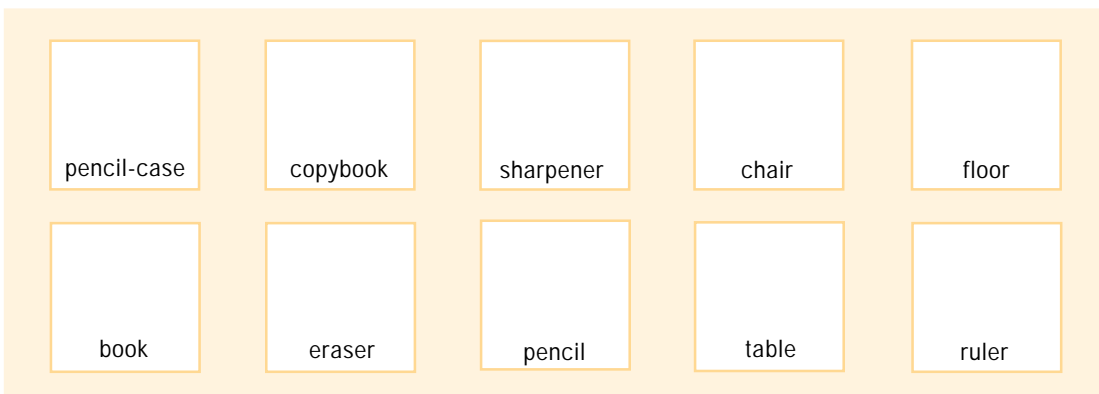 pencil-case copybook sharpener chair floor
book eraser pencil table ruler